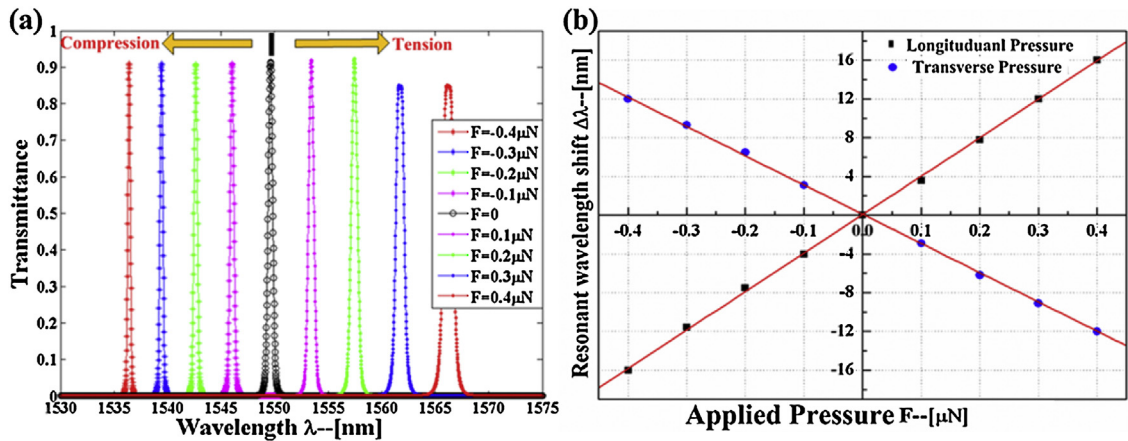 (a)
Compression
Tension
1
0.9
0.8
0.7
0.6
0.5
0.4
0.3
0.2
0.1
0
Transmittance
F=-0.4μN
F=-0.3μN
F=-0.2μN
F=-0.1μN
F=0
F=0.1μN
F=0.2μN
F=0.3μN
F=0.4μN
1530 1535 1540 1545 1550 1555 1560 1565 1570 1575
Wavelength λ--[nm]
(b)
Longituduanl Pressure
Transverse Pressure
16
12
8
4
-4
-8
-12
-16
-0.4 -0.3 -0.2 -0.1 0.0 0.1 0.2 0.3 0.4
Resonant wavelength shift Δλ--[nm]
Applied Pressure F--[μN]